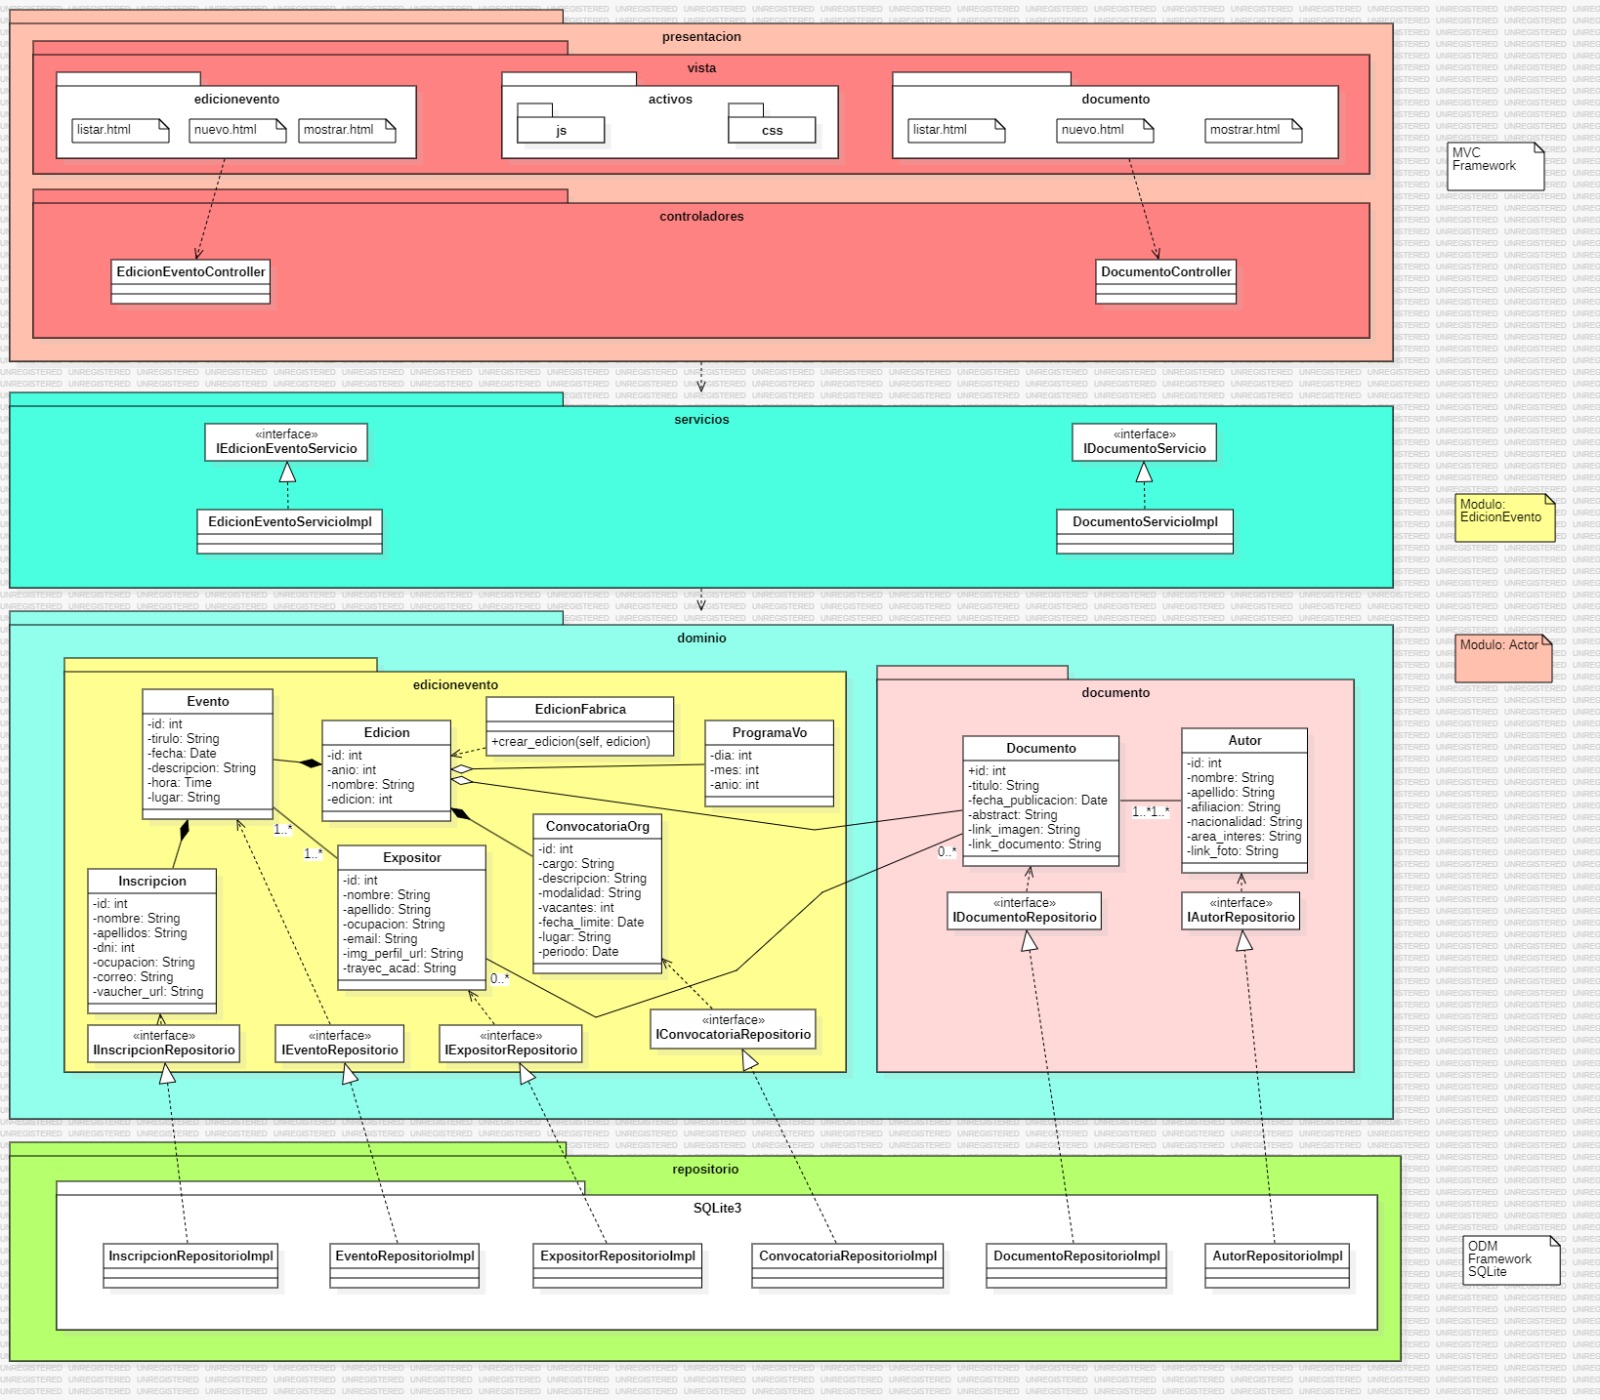 presentacion
vista
edicionevento
listar.html
nuevo.html
mostrar.html
activos
js
css
documento
listar.html
nuevo.html
mostrar.html
MVC
Framework
controladores
EdicionEventoController
DocumentoController
servicios
«interface»
IEdicionEventoServicio
«interface»
IDocumentoServicio
EdicionEventoServicioImpl
DocumentoServicioImpl
Modulo:
EdicionEvento
dominio
Modulo: Actor
edicionevento
Evento
-id: int
-tirulo: String
-fecha: Date
-descripcion: String
-hora: Time
-lugar: String
Edicion
-id: int
-anio: int
-nombre: String
-edicion: int
EdicionFabrica
+crear_edicion(self, edicion)
ProgramaVo
-dia: int
-mes: int
-anio: int
1..*
1..*
Inscripcion
-id: int
-nombre: String
-apellidos: String
-dni: int
-ocupacion: String
-correo: String
-vaucher_url: String
Expositor
-id: int
-nombre: String
-apellido: String
-ocupacion: String
-email: String
-img_perfil_url: String
-trayec_acad: String
0..*
ConvocatoriaOrg
-id: int
-cargo: String
-descripcion: String
-modalidad: String
-vacantes: int
-fecha_limite: Date
-lugar: String
-periodo: Date
«interface»
IInscripcionRepositorio
«interface»
IEventoRepositorio
«interface»
IExpositorRepositorio
«interface»
IConvocatoriaRepositorio
documento
Documento
+id: int
-titulo: String
-fecha_publicacion: Date
-abstract: String
-link_imagen: String
-link_documento: String
0..*
1..*1..*
Autor
-id: int
-nombre: String
-apellido: String
-afiliacion: String
-nacionalidad: String
-area_interes: String
-link_foto: String
«interface»
IDocumentoRepositorio
«interface»
IAutorRepositorio
repositorio
SQLite3
InscripcionRepositorioImpl
EventoRepositorioImpl
ExpositorRepositorioImpl
ConvocatoriaRepositorioImpl
DocumentoRepositorioImpl
AutorRepositorioImpl
ODM
Framework
SQLite
UNREGISTERED